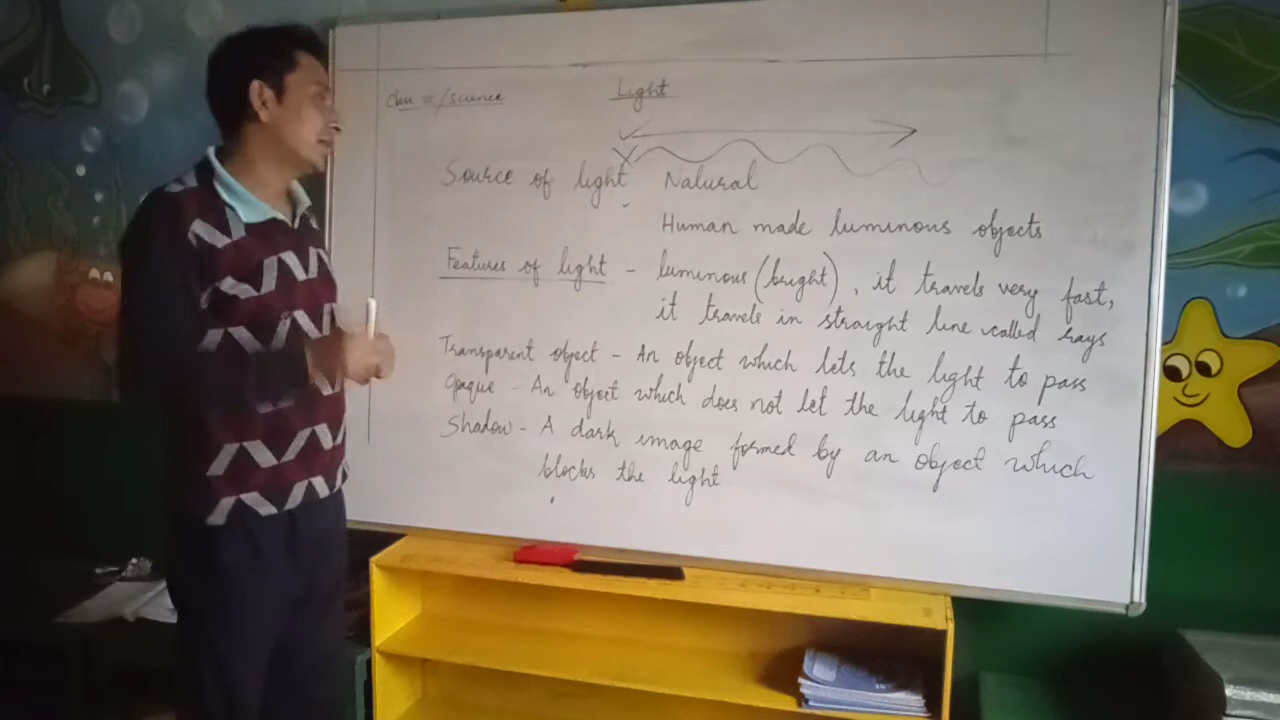 Class = / science
Light
Source of light Natural
Human made luminous objects
Features of light - luminous (bright), it travels very fast,
it travels in straight line called rays
Transparent object - An object which lets the light to pass
Opaque - An object which does not let the light to pass
Shadow - A dark image formed by an object which
blocks the light